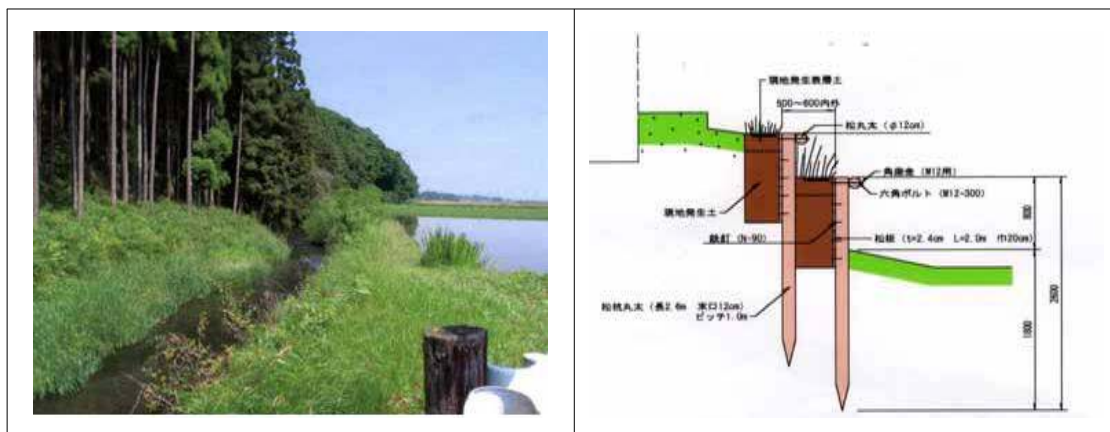 現地発生表層土
500～600内外
松丸太（φ12cm）
角座金（M12用）
六角ボルト（M12-300）
現地発生土
鉄釘（N-90）
松板（t=2.4cm L=2.0m 巾20cm）
松杭丸太（長2.6m 末口12cm）
ピッチ1.0m
800
1800
2600